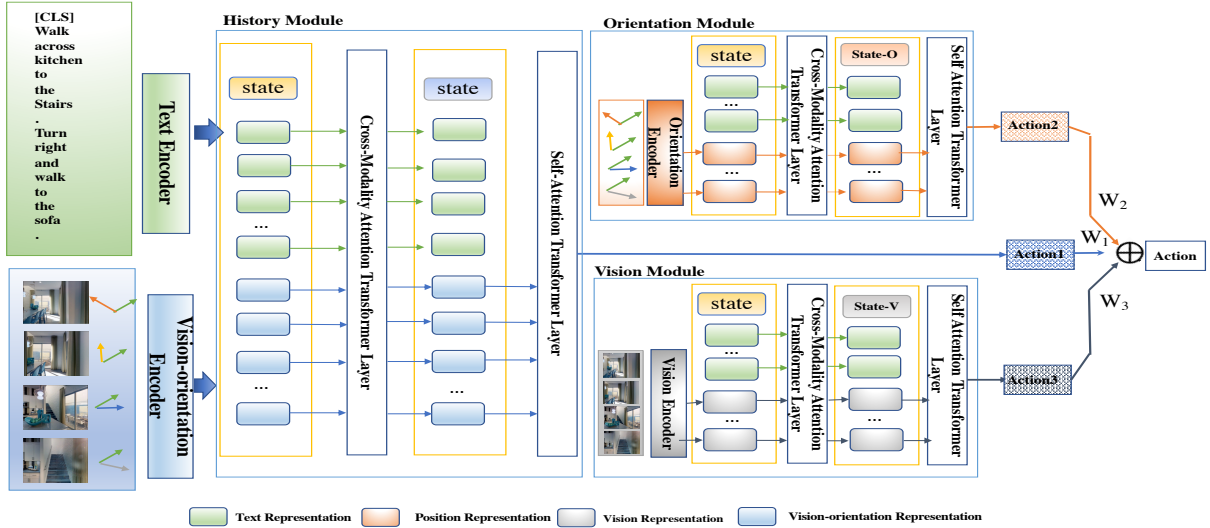 [CLS]
Walk
across
kitchen
to
the
Stairs
.
Turn
right
and
walk
to
the
sofa
.
Text Encoder
Vision-orientation
Encoder
History Module
state
...
...
Cross-Modality Attention Transformer Layer
state
...
Self-Attention Transformer Layer
Orientation Module
Orientation
Encoder
state
...
...
Cross-Modality Attention
Transformer Layer
State-O
...
Self Attention Transformer
Layer
Action2
W2
Action1
W1
Action
Vision Module
Vision Encoder
state
...
...
Cross-Modality Attention
Transformer Layer
State-V
...
Self Attention Transformer
Layer
Action3
W3
Text Representation
Position Representation
Vision Representation
Vision-orientation Representation